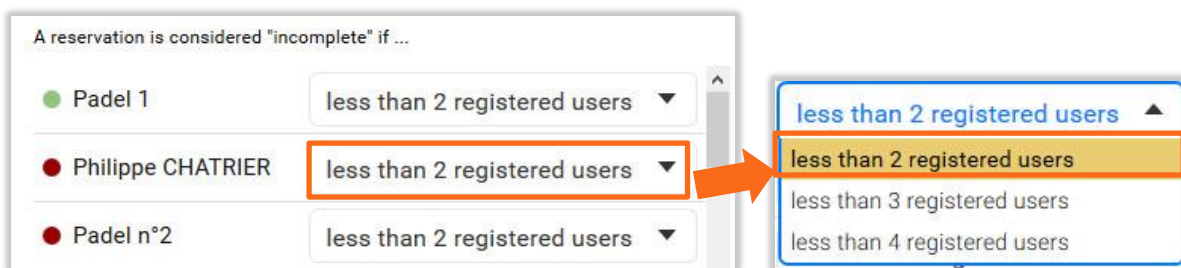 A reservation is considered "incomplete" if ...
Padel 1 less than 2 registered users
Philippe CHATRIER less than 2 registered users
Padel n°2 less than 2 registered users
less than 2 registered users
less than 2 registered users
less than 3 registered users
less than 4 registered users